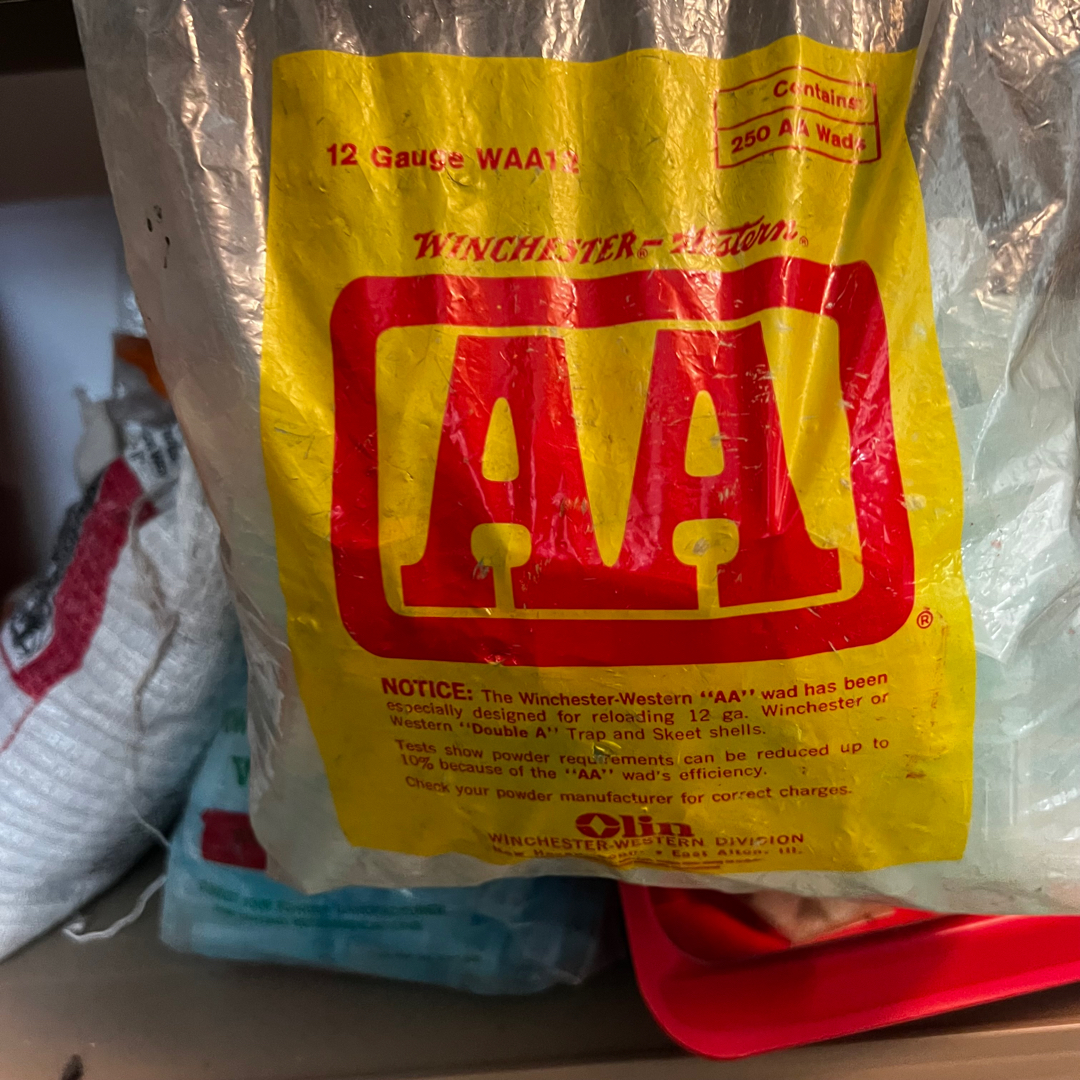 Contains
250 AA Wads
12 Gauge WAA12
WINCHESTER®-Western®
AA
®
NOTICE: The Winchester-Western "AA" wad has been
especially designed for reloading 12 ga. Winchester or
Western "Double A" Trap and Skeet shells.
Tests show powder requirements can be reduced up to
10% because of the "AA" wad's efficiency.
Check your powder manufacturer for correct charges.
Olin
WINCHESTER-WESTERN DIVISION
East Alton, Ill.